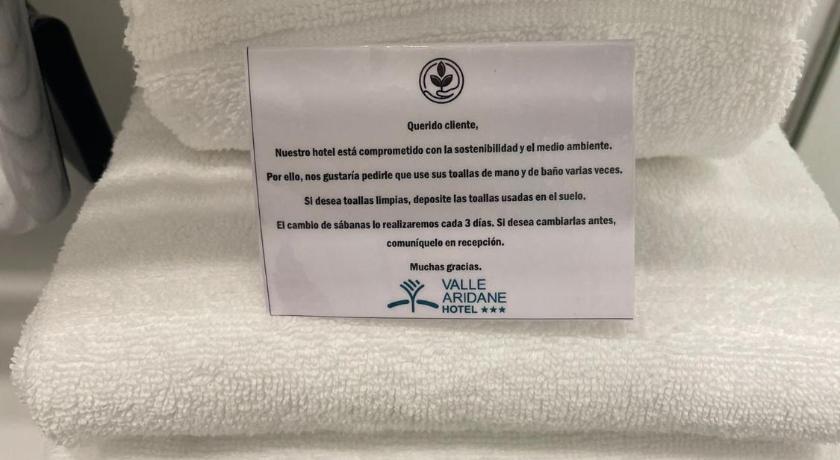 Querido cliente,
Nuestro hotel está comprometido con la sostenibilidad y el medio ambiente.
Por ello, nos gustaría pedirle que use sus toallas de mano y de baño varias veces.
Si desea toallas limpias, deposite las toallas usadas en el suelo.
El cambio de sábanas lo realizaremos cada 3 días. Si desea cambiarlas antes,
comuníquelo en recepción.
Muchas gracias.
VALLE
ARIDANE
HOTEL ★★★